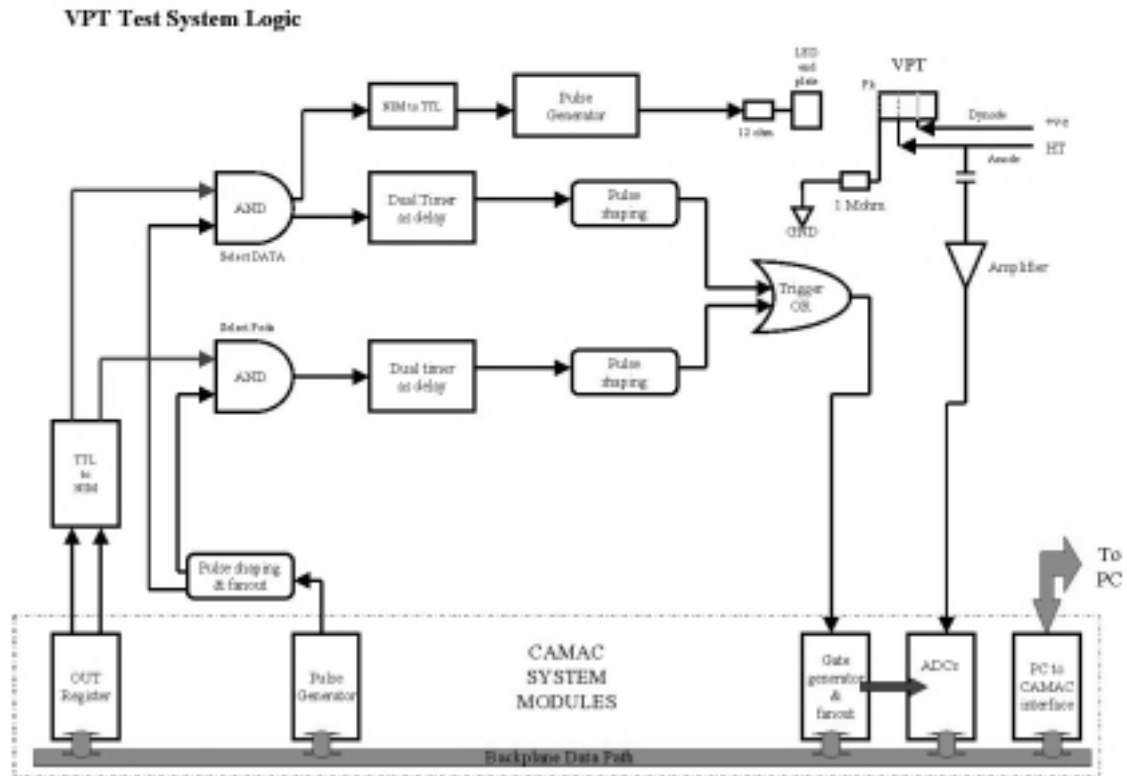 VPT Test System Logic
LED
end
plate
VPT
Pk
NIM to TTL
Pulse
Generator
12 ohm
Dynode
+ve
Anode
HT
AND
Dual Timer
as delay
Pulse
shaping
1 Mohm
GND
Select DATA
Trigger
OR
Amplifier
Select Peds
AND
Dual timer
as delay
Pulse
shaping
TTL
to
NIM
Pulse shaping
& fanout
To
PC
OUT
Register
Pulse
Generator
CAMAC
SYSTEM
MODULES
Gate
generator
&
fanout
ADCs
PC to
CAMAC
interface
Backplane Data Path